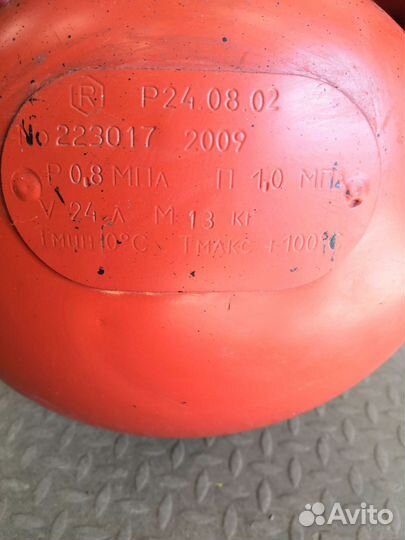 R P24.08.02
No 223017 2009
P 0,8 МПа П 1,0 МПа
V 24 Л М 13 КГ
Тмин 0°С Тмакс +100°С
Avito